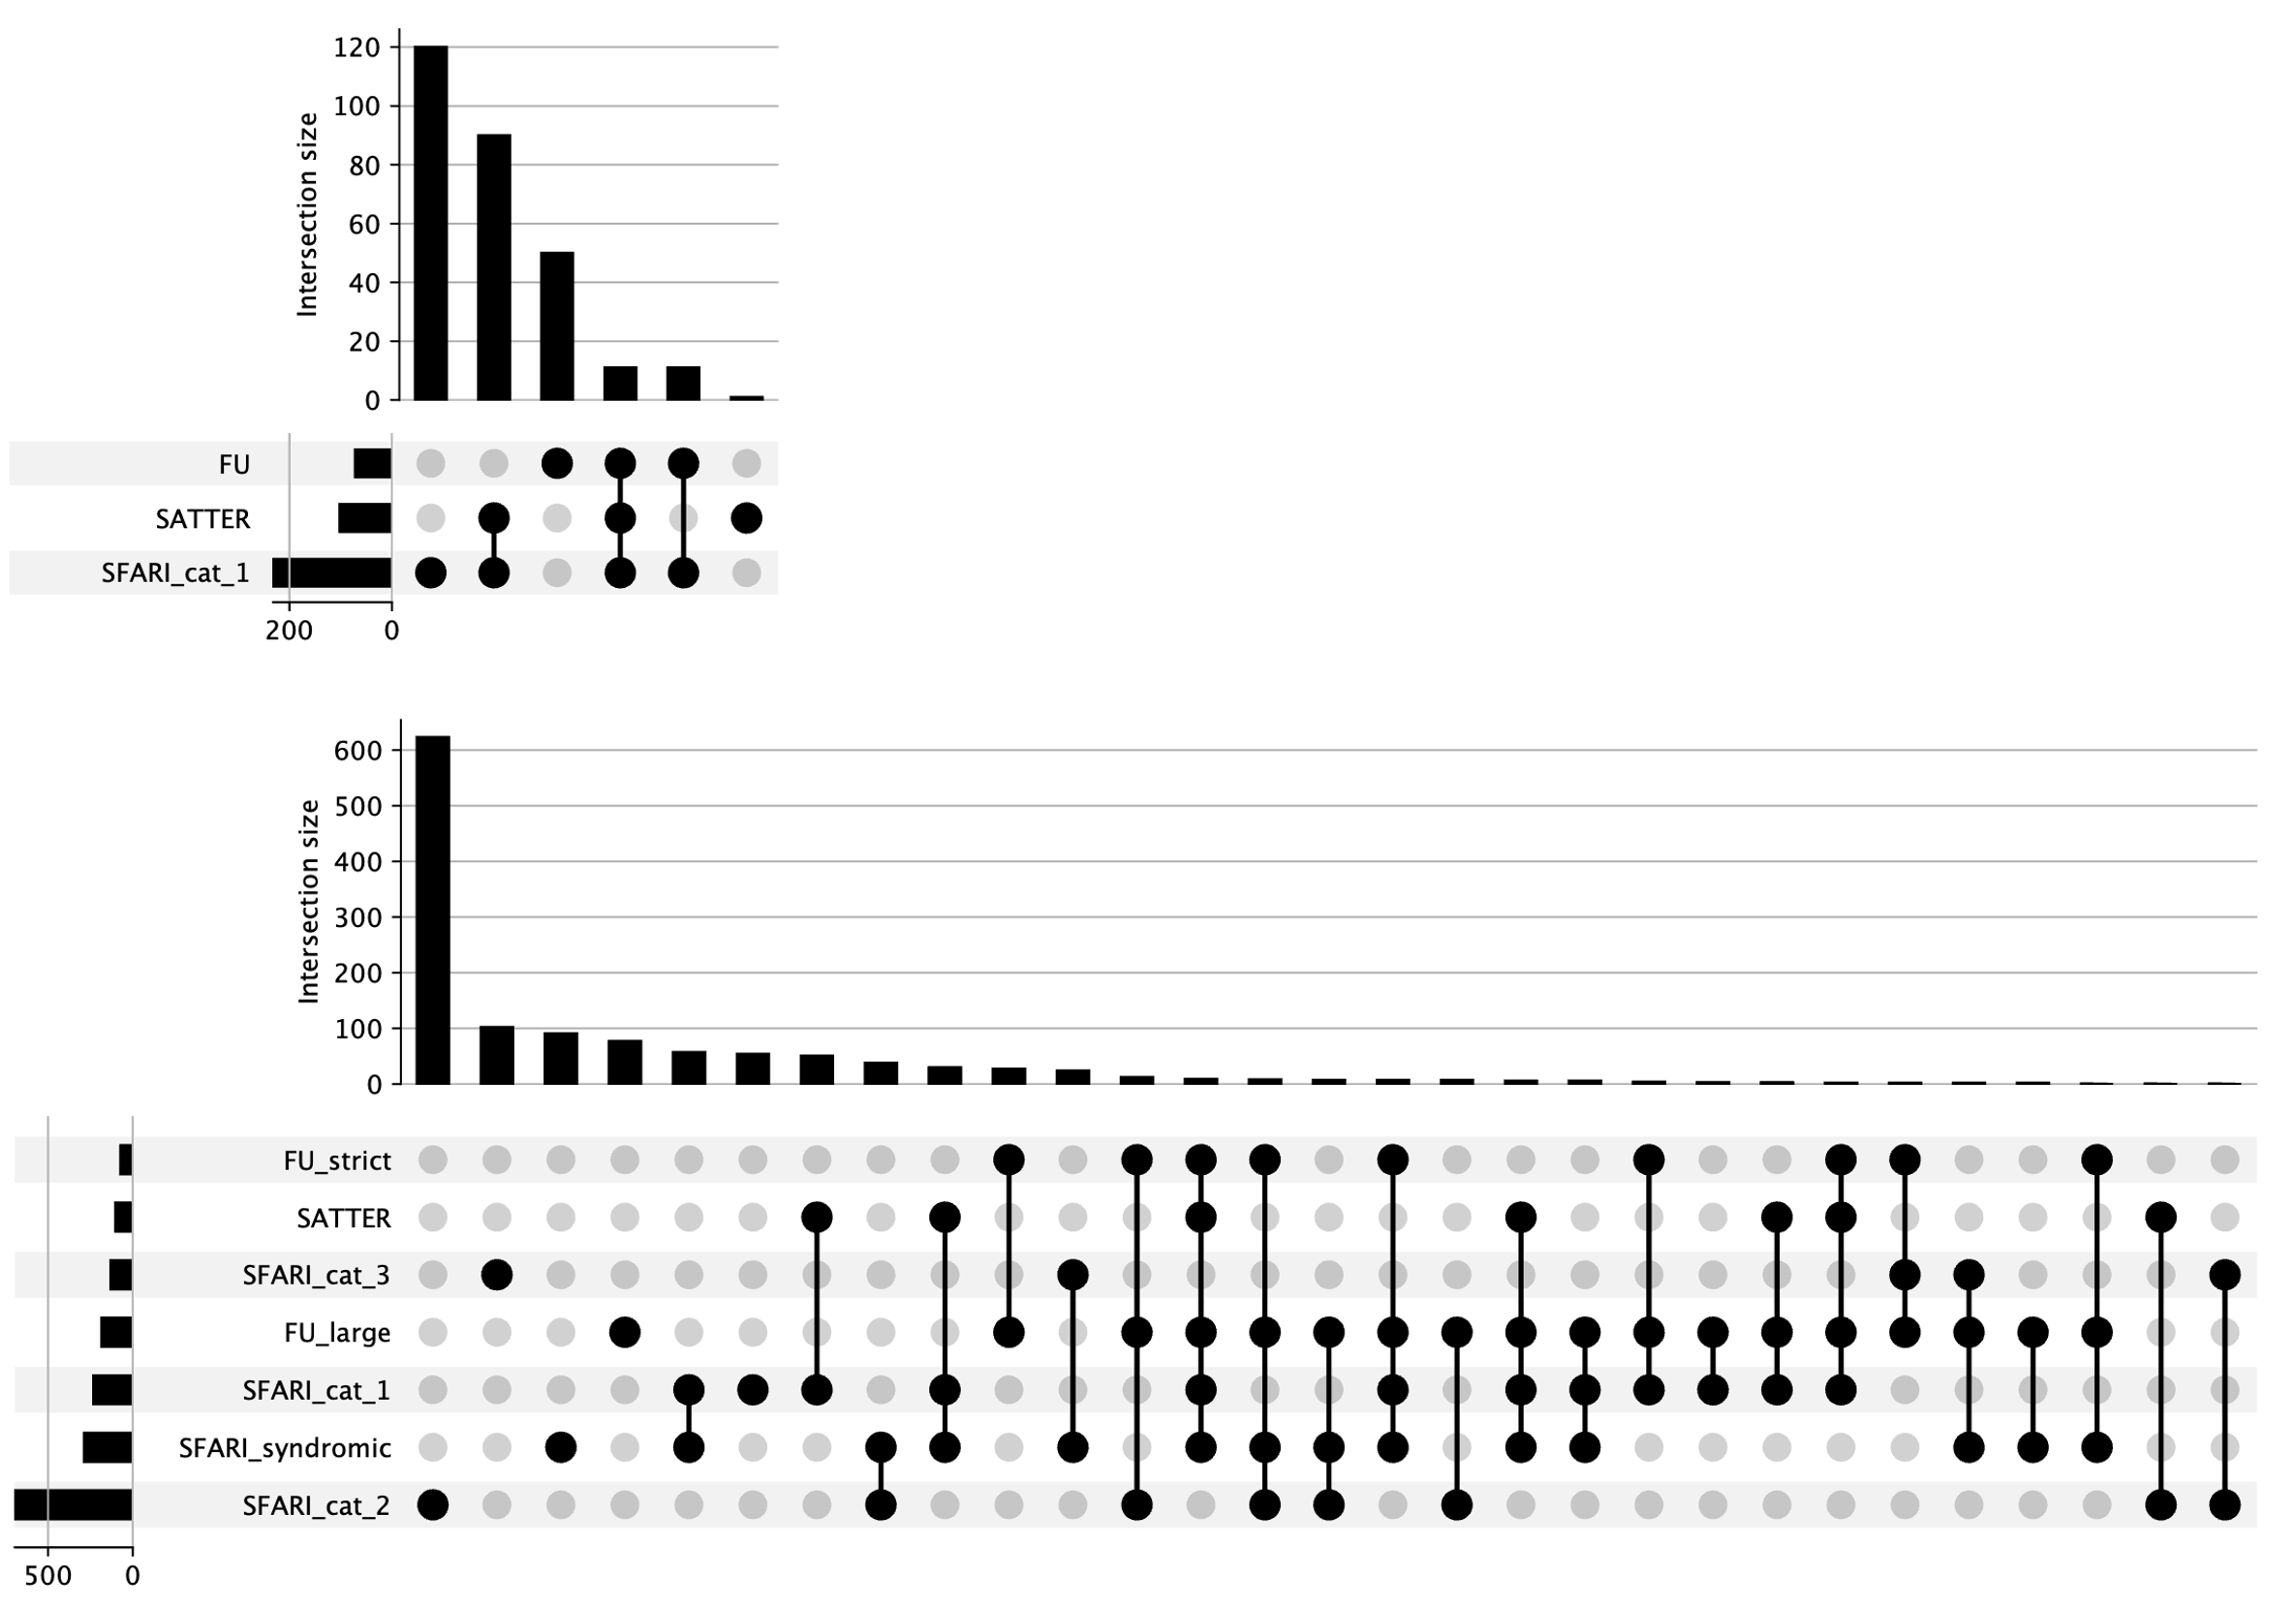 120
100
80
60
40
20
0
Intersection size
FU
SATTER
SFARI_cat_1
200 0
600
500
400
300
200
100
0
Intersection size
FU_strict
SATTER
SFARI_cat_3
FU_large
SFARI_cat_1
SFARI_syndromic
SFARI_cat_2
500 0